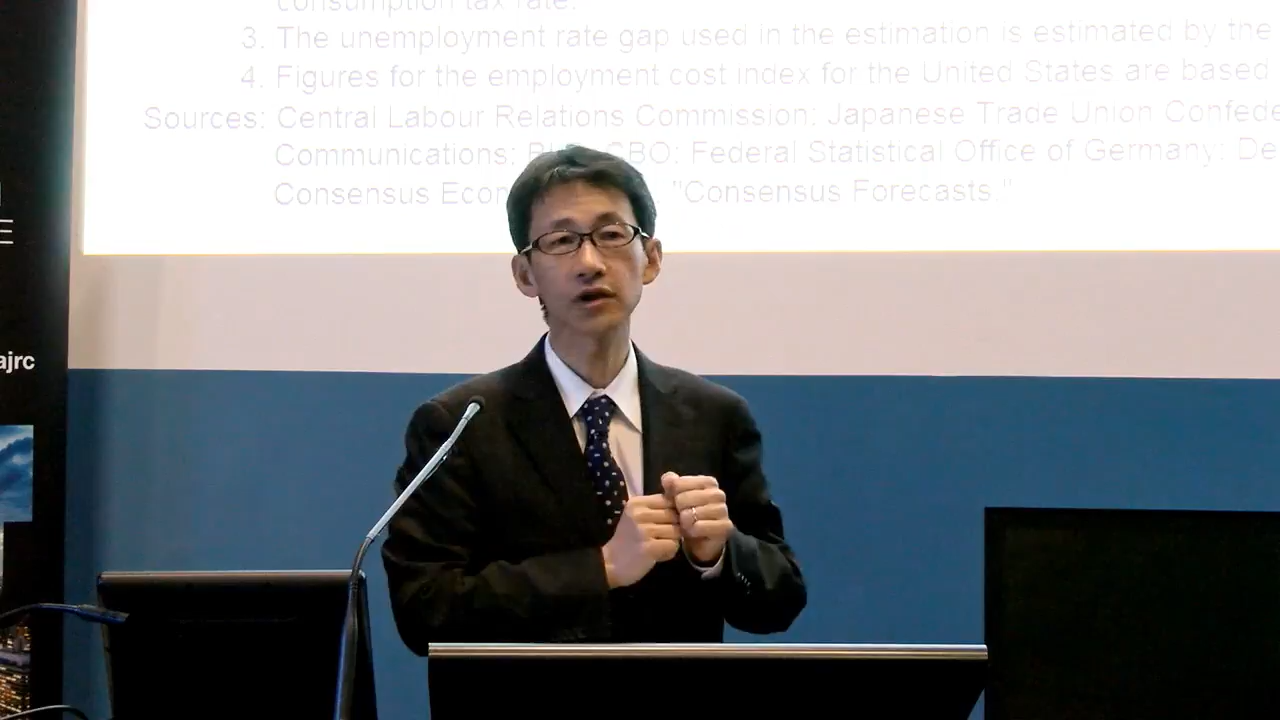 consumption tax rate.
3. The unemployment rate gap used in the estimation is estimated by the
4. Figures for the employment cost index for the United States are based
Sources: Central Labour Relations Commission; Japanese Trade Union Confede
Communications; CBO; Federal Statistical Office of Germany; De
Consensus Econ "Consensus Forecasts."
ajrc